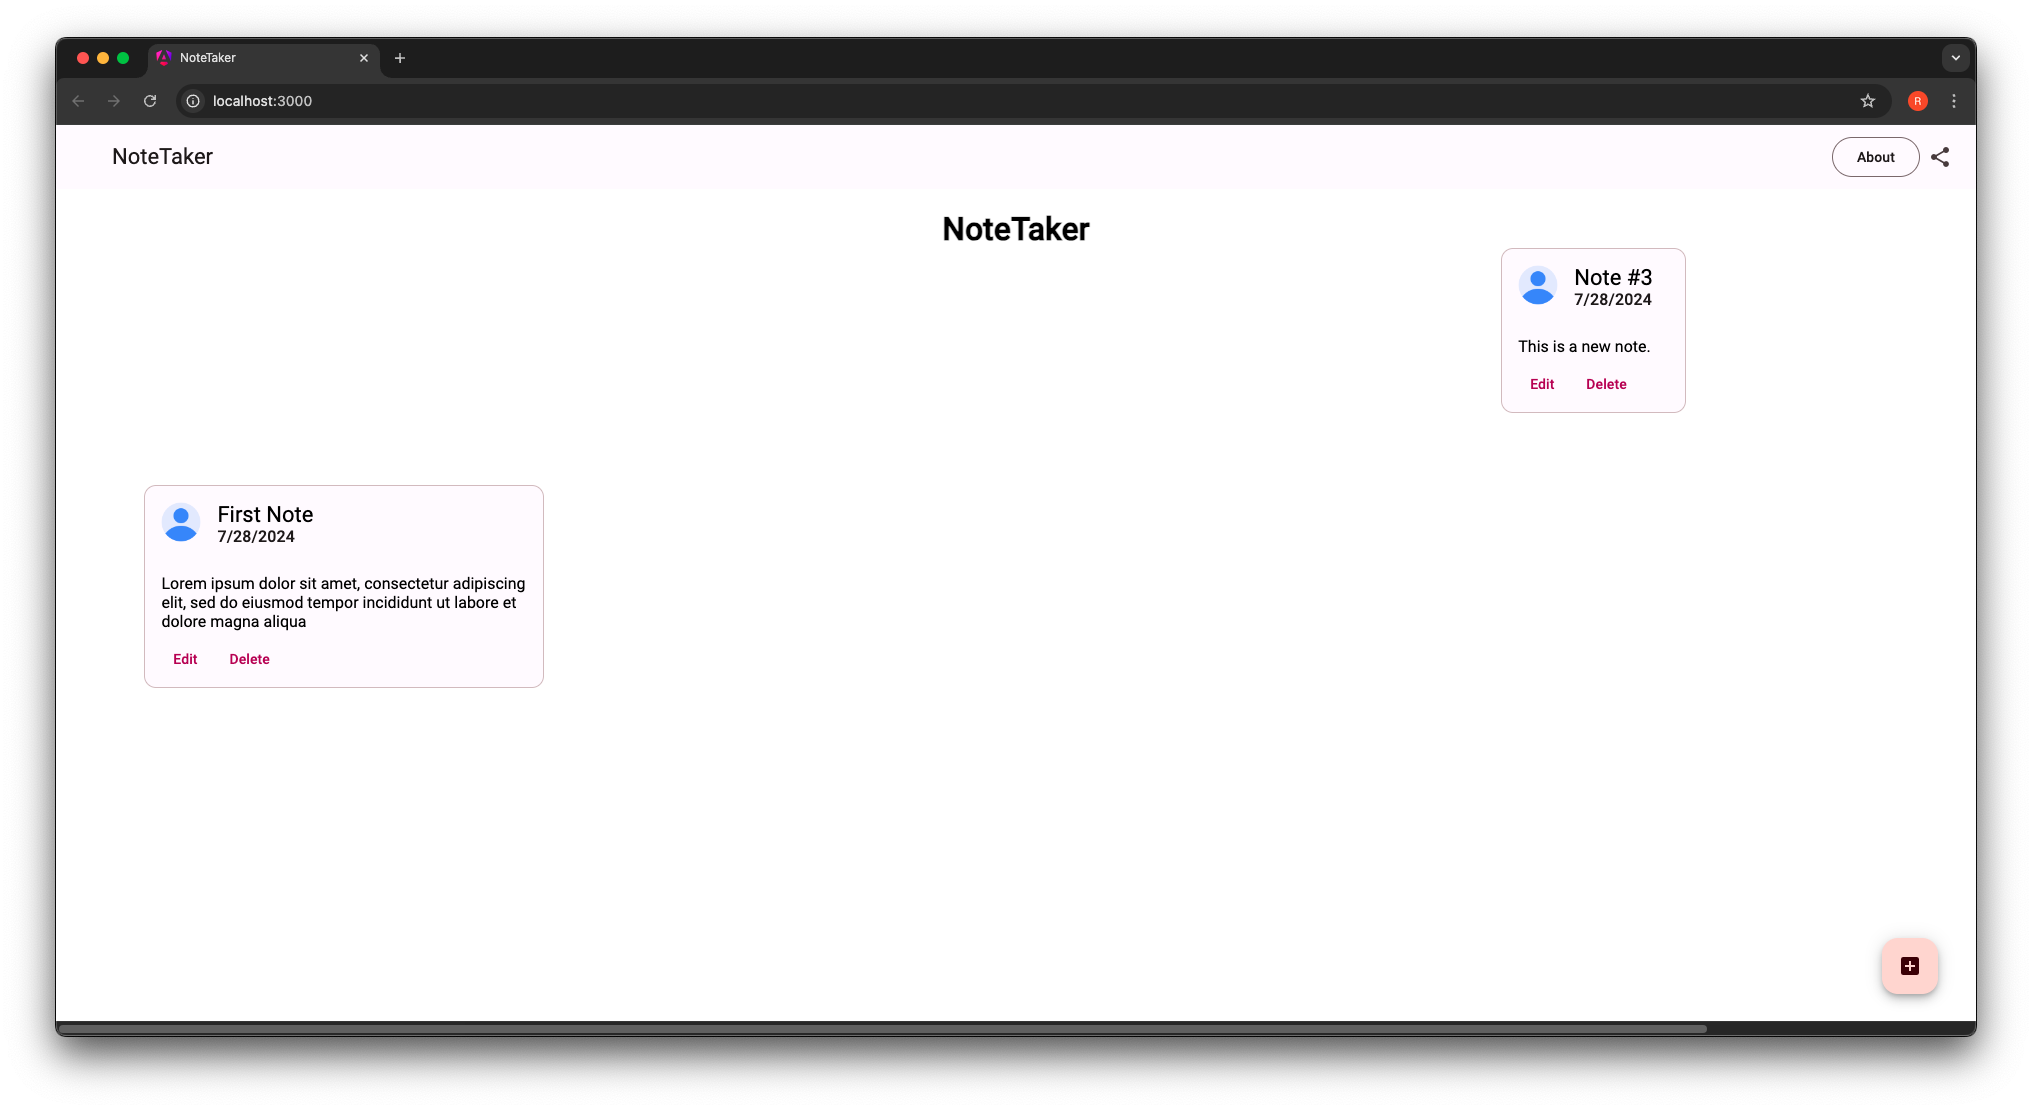 NoteTaker
localhost:3000
R
NoteTaker
About
NoteTaker
Note #3
7/28/2024
This is a new note.
Edit Delete
First Note
7/28/2024
Lorem ipsum dolor sit amet, consectetur adipiscing
elit, sed do eiusmod tempor incididunt ut labore et
dolore magna aliqua
Edit Delete